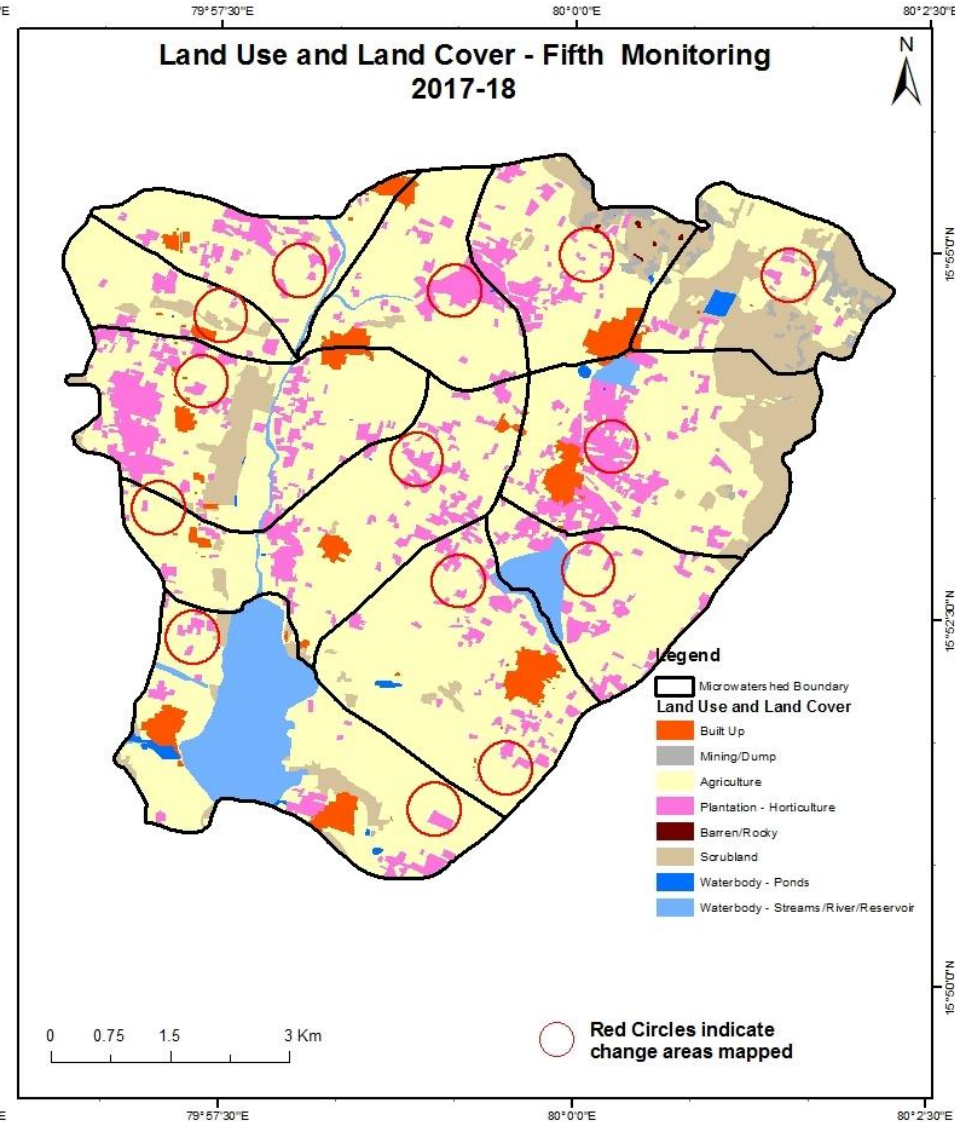 79°57'30"E 80°0'0"E 80°2'30"E
Land Use and Land Cover - Fifth Monitoring
2017-18
N
15°55'0"N
15°52'30"N
Legend
Microwatershed Boundary
Land Use and Land Cover
Built Up
Mining/Dump
Agriculture
Plantation - Horticulture
Barren/Rocky
Scrubland
Waterbody - Ponds
Waterbody - Streams/River/Reservoir
15°50'0"N
0 0.75 1.5 3 Km
Red Circles indicate
change areas mapped
79°57'30"E 80°0'0"E 80°2'30"E